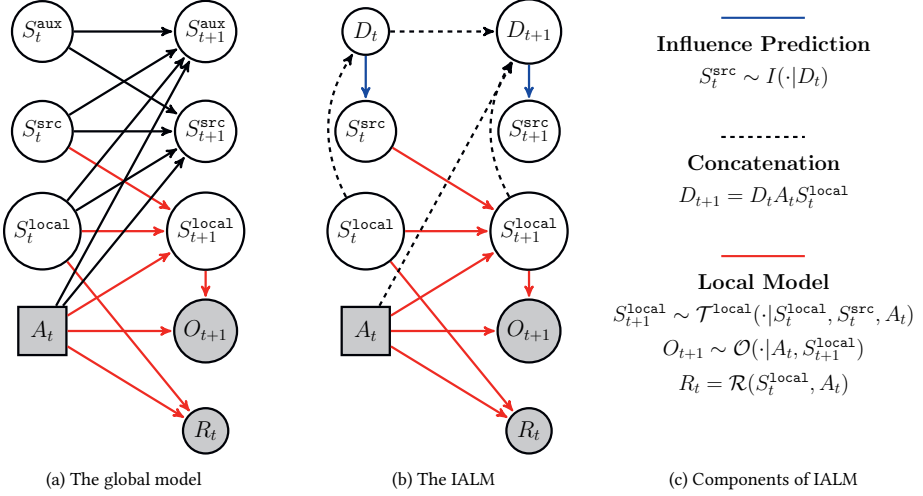 S_t^aux
S_{t+1}^aux
S_t^src
S_{t+1}^src
S_t^local
S_{t+1}^local
A_t
O_{t+1}
R_t
(a) The global model
D_t
D_{t+1}
S_t^src
S_{t+1}^src
S_t^local
S_{t+1}^local
A_t
O_{t+1}
R_t
(b) The IALM
Influence Prediction
S_t^src ∼ I(·|D_t)
Concatenation
D_{t+1} = D_t A_t S_t^local
Local Model
S_{t+1}^local ∼ 𝒯^local(·|S_t^local, S_t^src, A_t)
O_{t+1} ∼ 𝒪(·|A_t, S_{t+1}^local)
R_t = ℛ(S_t^local, A_t)
(c) Components of IALM